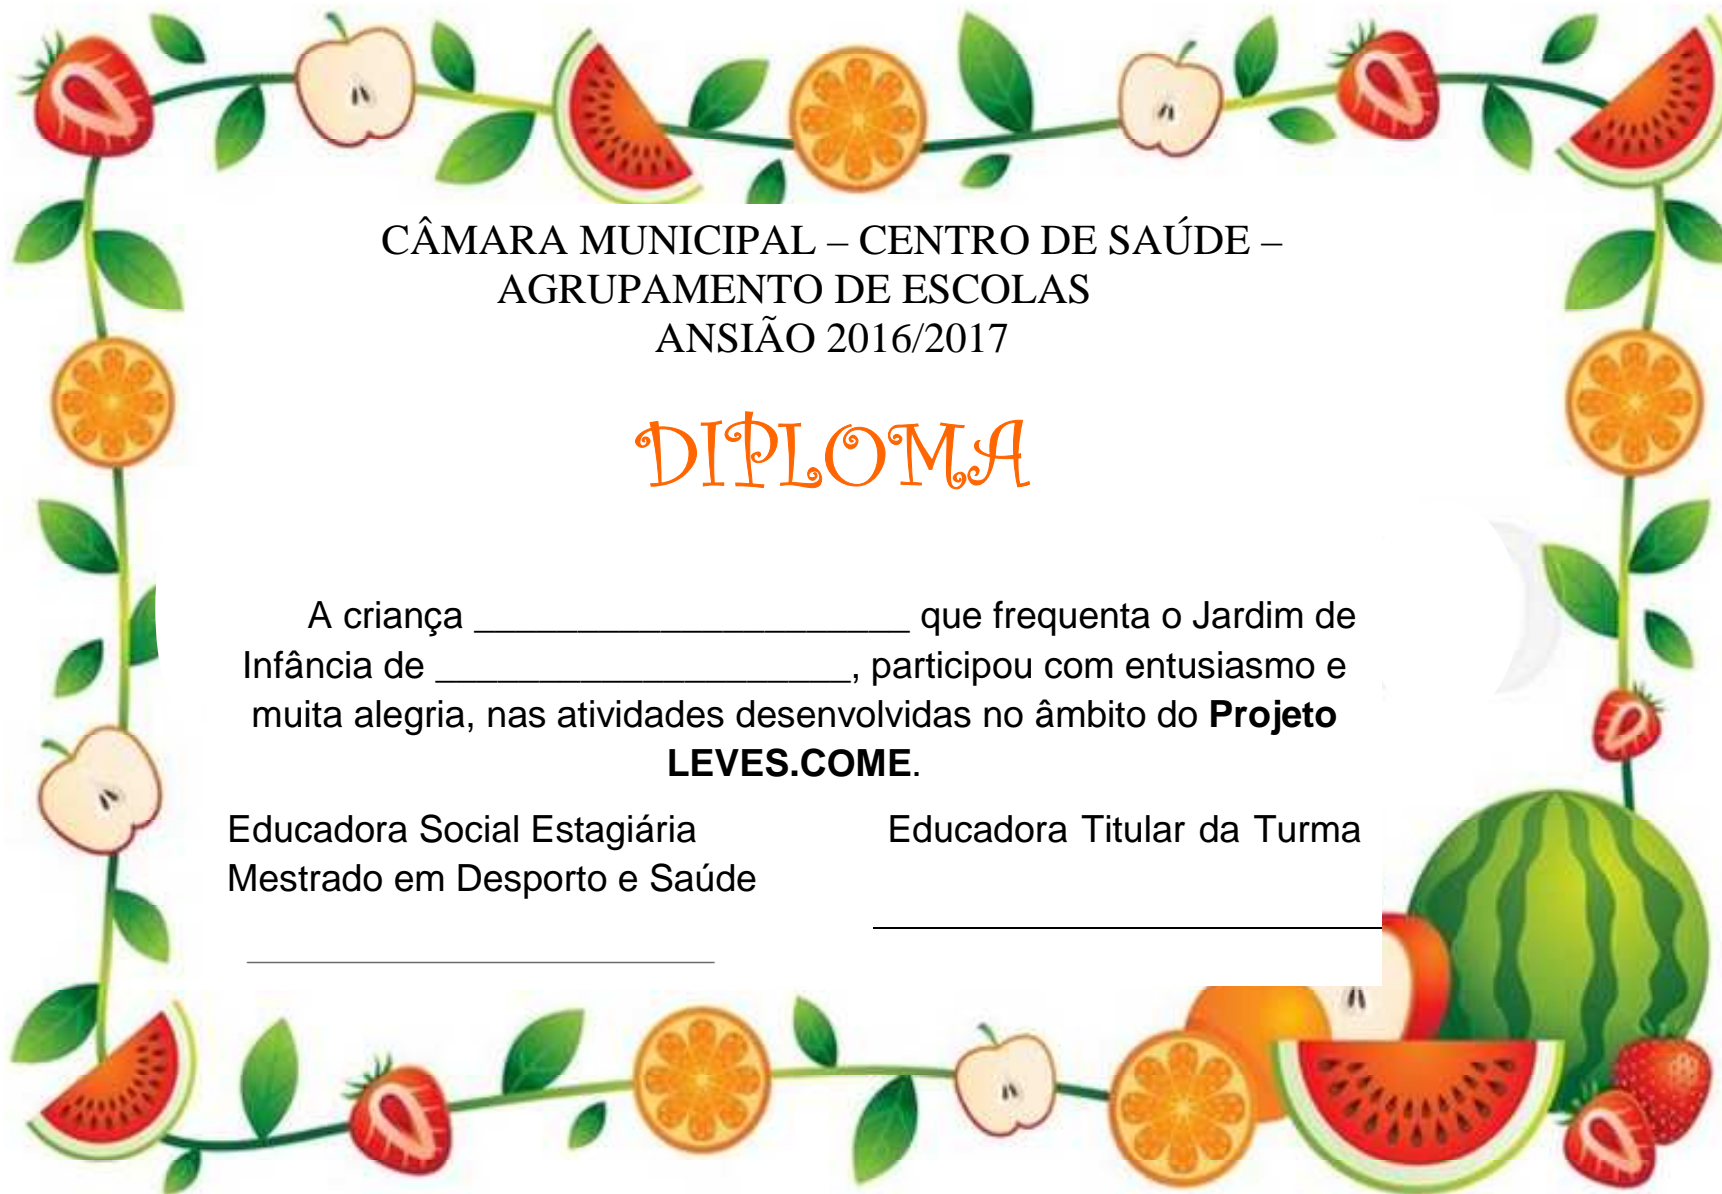 CÂMARA MUNICIPAL – CENTRO DE SAÚDE –
AGRUPAMENTO DE ESCOLAS
ANSIÃO 2016/2017
DIPLOMA
A criança _____________________ que frequenta o Jardim de
Infância de ____________________, participou com entusiasmo e
muita alegria, nas atividades desenvolvidas no âmbito do Projeto
LEVES.COME.
Educadora Social Estagiária
Mestrado em Desporto e Saúde
Educadora Titular da Turma